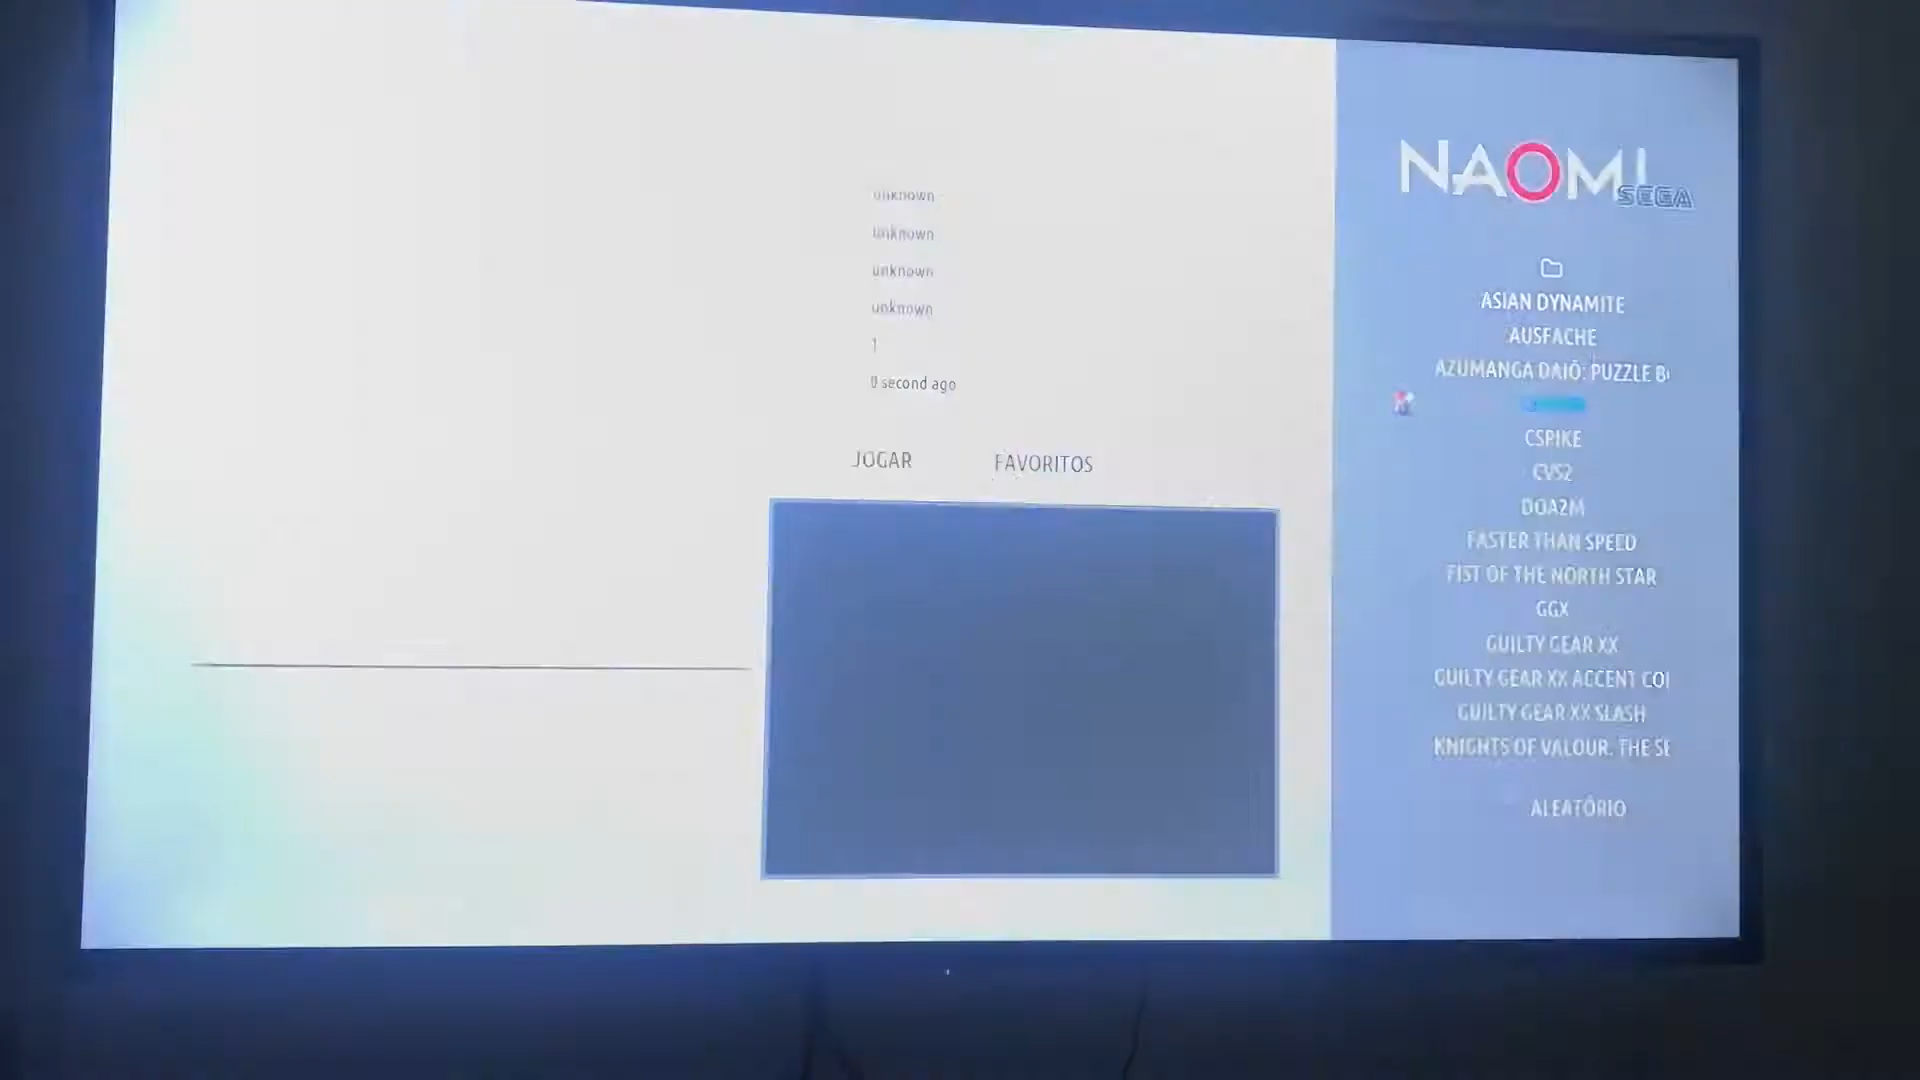 unknown
unknown
unknown
unknown
1
0 second ago
JOGAR
FAVORITOS
NAOMI
SEGA
ASIAN DYNAMITE
AUSFACHE
AZUMANGA DAIÔ: PUZZLE B
CSPIKE
CVS2
DOA2M
FASTER THAN SPEED
FIST OF THE NORTH STAR
GGX
GUILTY GEAR XX
GUILTY GEAR XX ACCENT CO
GUILTY GEAR XX SLASH
KNIGHTS OF VALOUR: THE SE
ALEATÓRIO